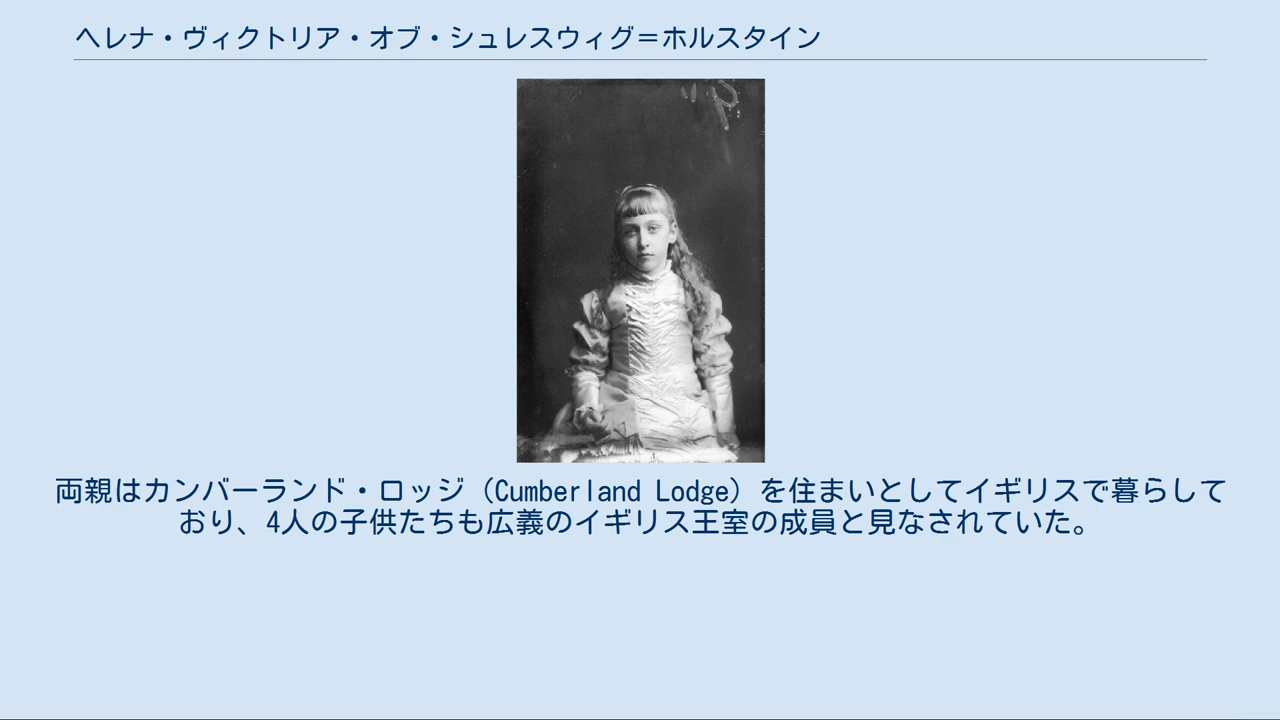 ヘレナ・ヴィクトリア・オブ・シュレスウィグ＝ホルスタイン
両親はカンバーランド・ロッジ（Cumberland Lodge）を住まいとしてイギリスで暮らして
おり、4人の子供たちも広義のイギリス王室の成員と見なされていた。